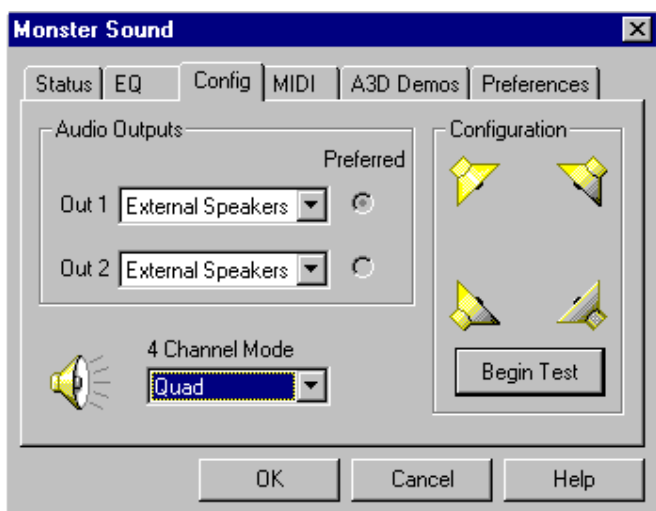 Monster Sound
Status EQ Config MIDI A3D Demos Preferences
Audio Outputs
Preferred
Out 1 External Speakers
Out 2 External Speakers
4 Channel Mode
Quad
Configuration
Begin Test
OK Cancel Help